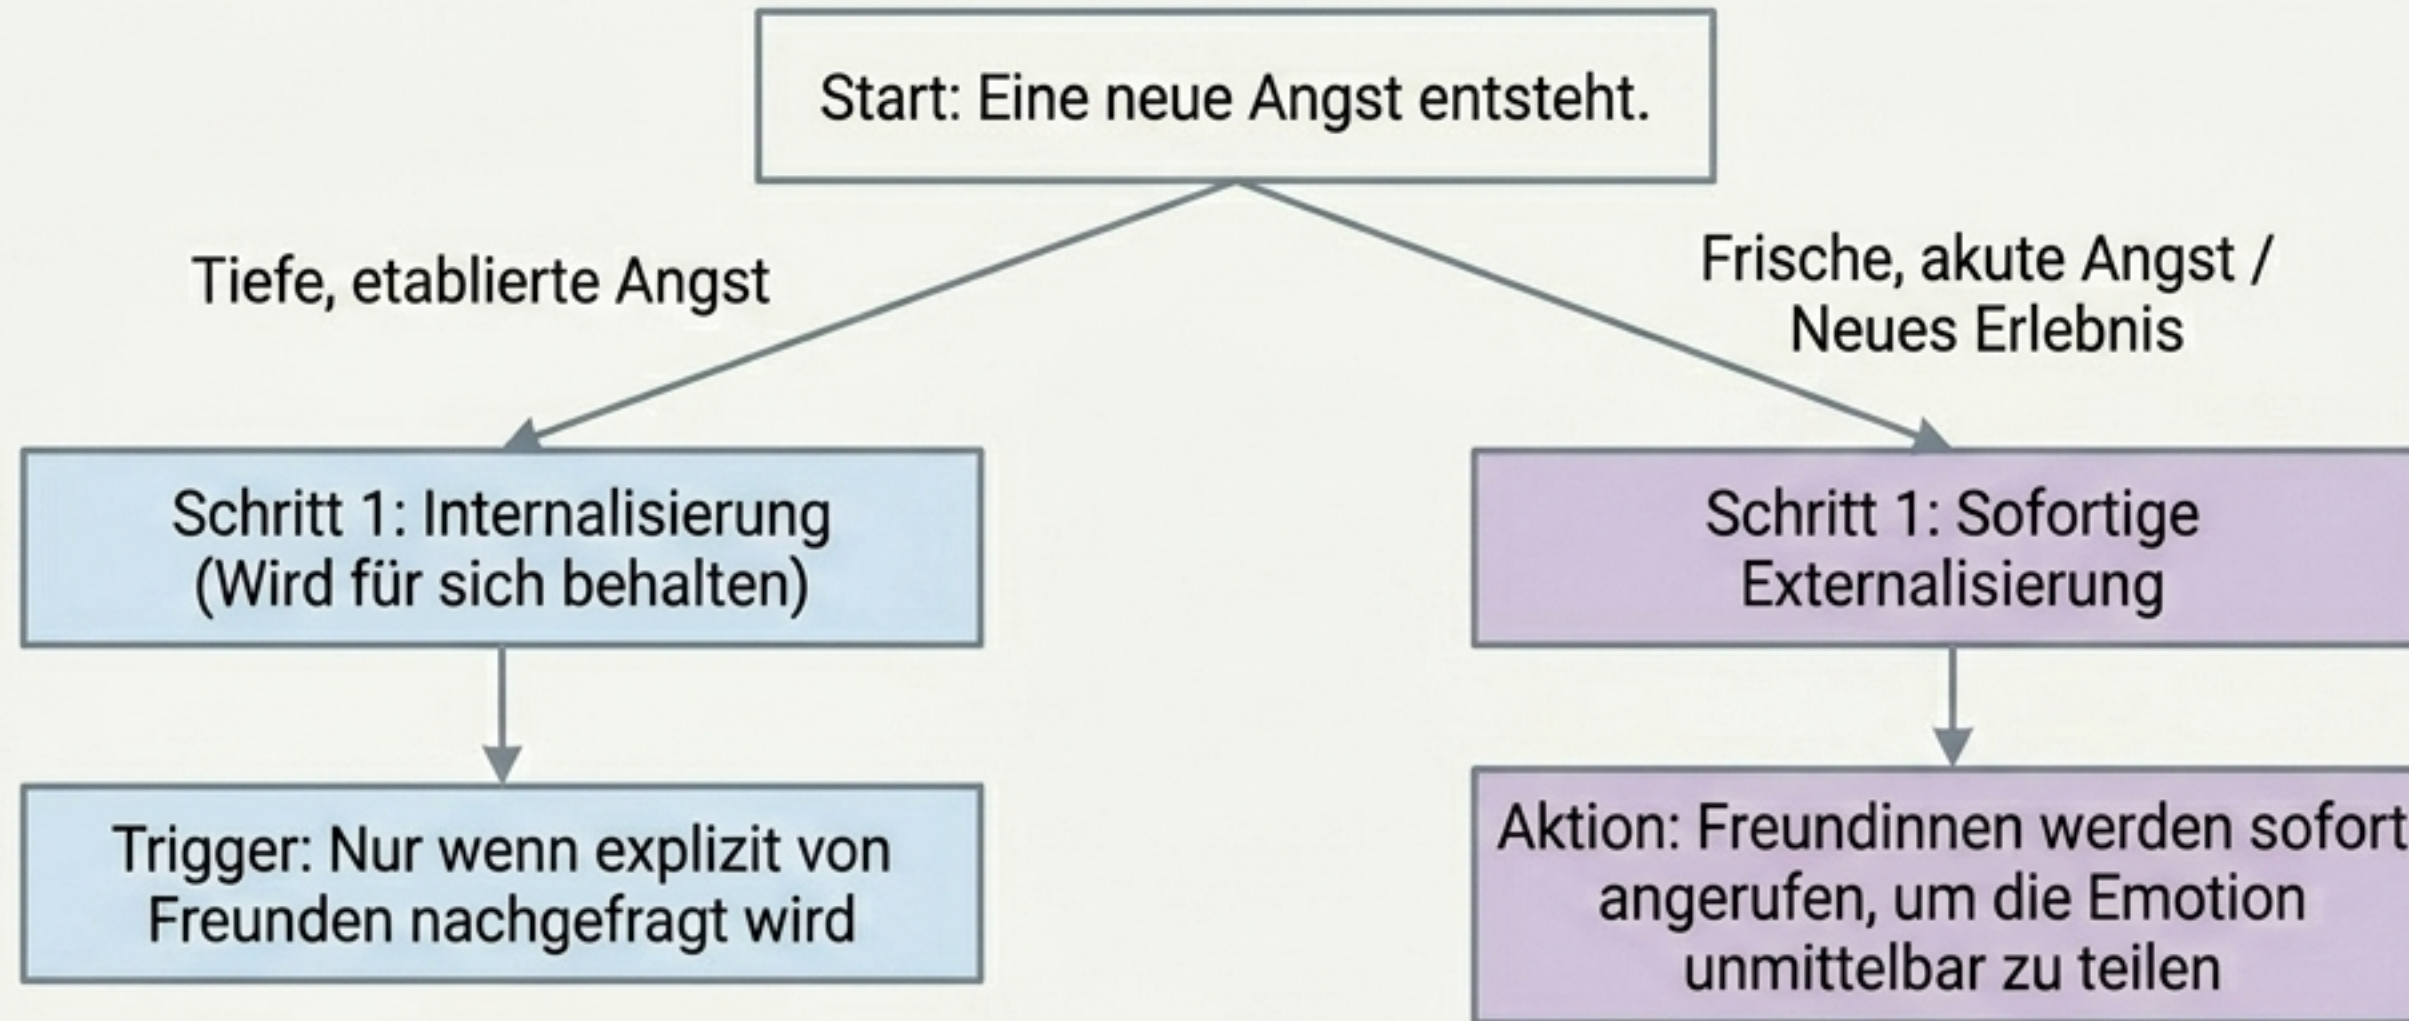 Start: Eine neue Angst entsteht.
Tiefe, etablierte Angst
Frische, akute Angst /
Neues Erlebnis
Schritt 1: Internalisierung
(Wird für sich behalten)
Schritt 1: Sofortige
Externalisierung
Trigger: Nur wenn explizit von
Freunden nachgefragt wird
Aktion: Freundinnen werden sofort
angerufen, um die Emotion
unmittelbar zu teilen